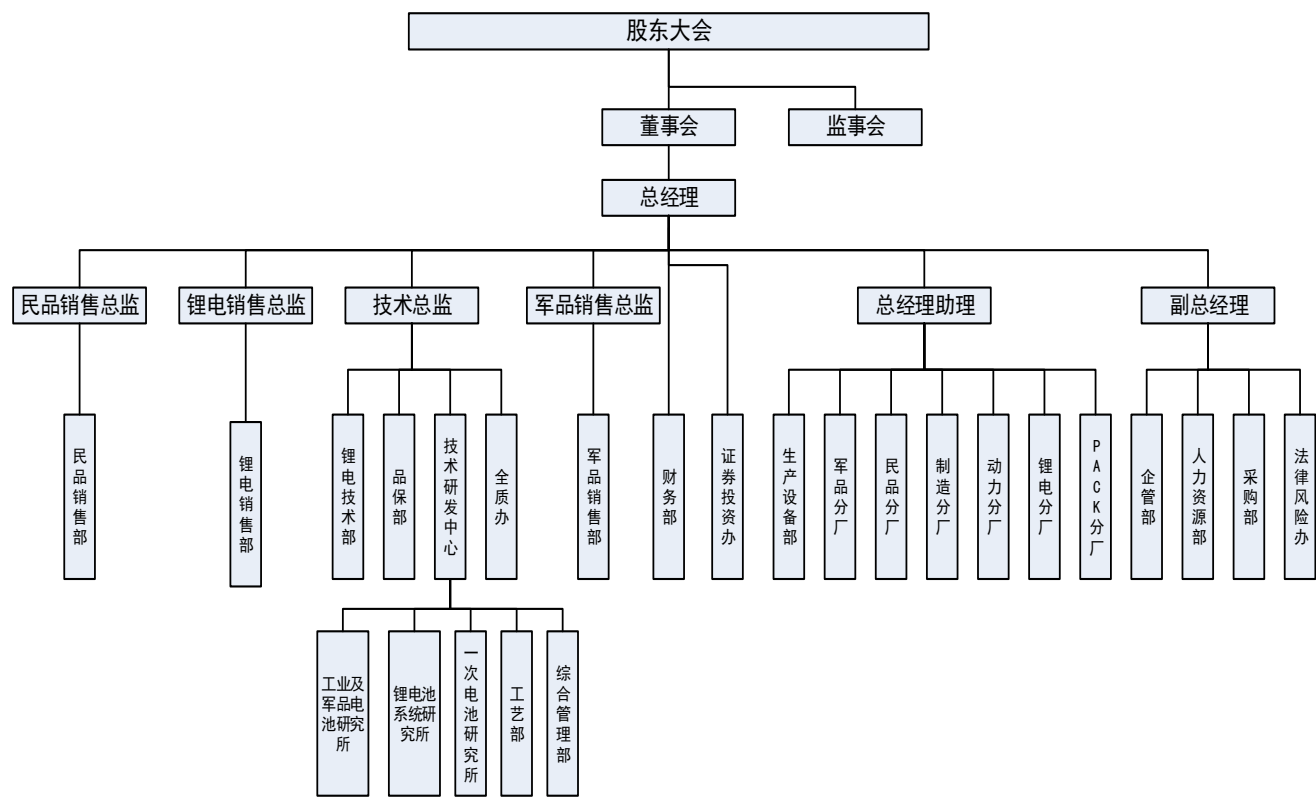 股东大会
董事会
监事会
总经理
民品销售总监
锂电销售总监
技术总监
军品销售总监
总经理助理
副总经理
民品销售部
锂电销售部
锂电技术部
品保部
技术研发中心
全质办
军品销售部
财务部
证券投资办
生产设备部
军品分厂
民品分厂
制造分厂
动力分厂
锂电分厂
PACK分厂
企管部
人力资源部
采购部
法律风险办
工业及
军品电
池研究
所
锂电池
系统研
究所
一次电池研究所
工艺部
综合管理部